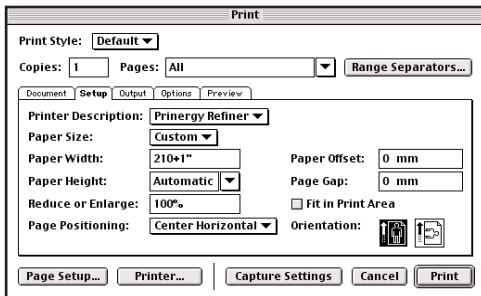 Print
Print Style: Default
Copies: 1 Pages: All Range Separators...
Document Setup Output Options Preview
Printer Description: Prinergy Refiner
Paper Size: Custom
Paper Width: 210+1" Paper Offset: 0 mm
Paper Height: Automatic Page Gap: 0 mm
Reduce or Enlarge: 100% Fit in Print Area
Page Positioning: Center Horizontal Orientation:
Page Setup... Printer... Capture Settings Cancel Print